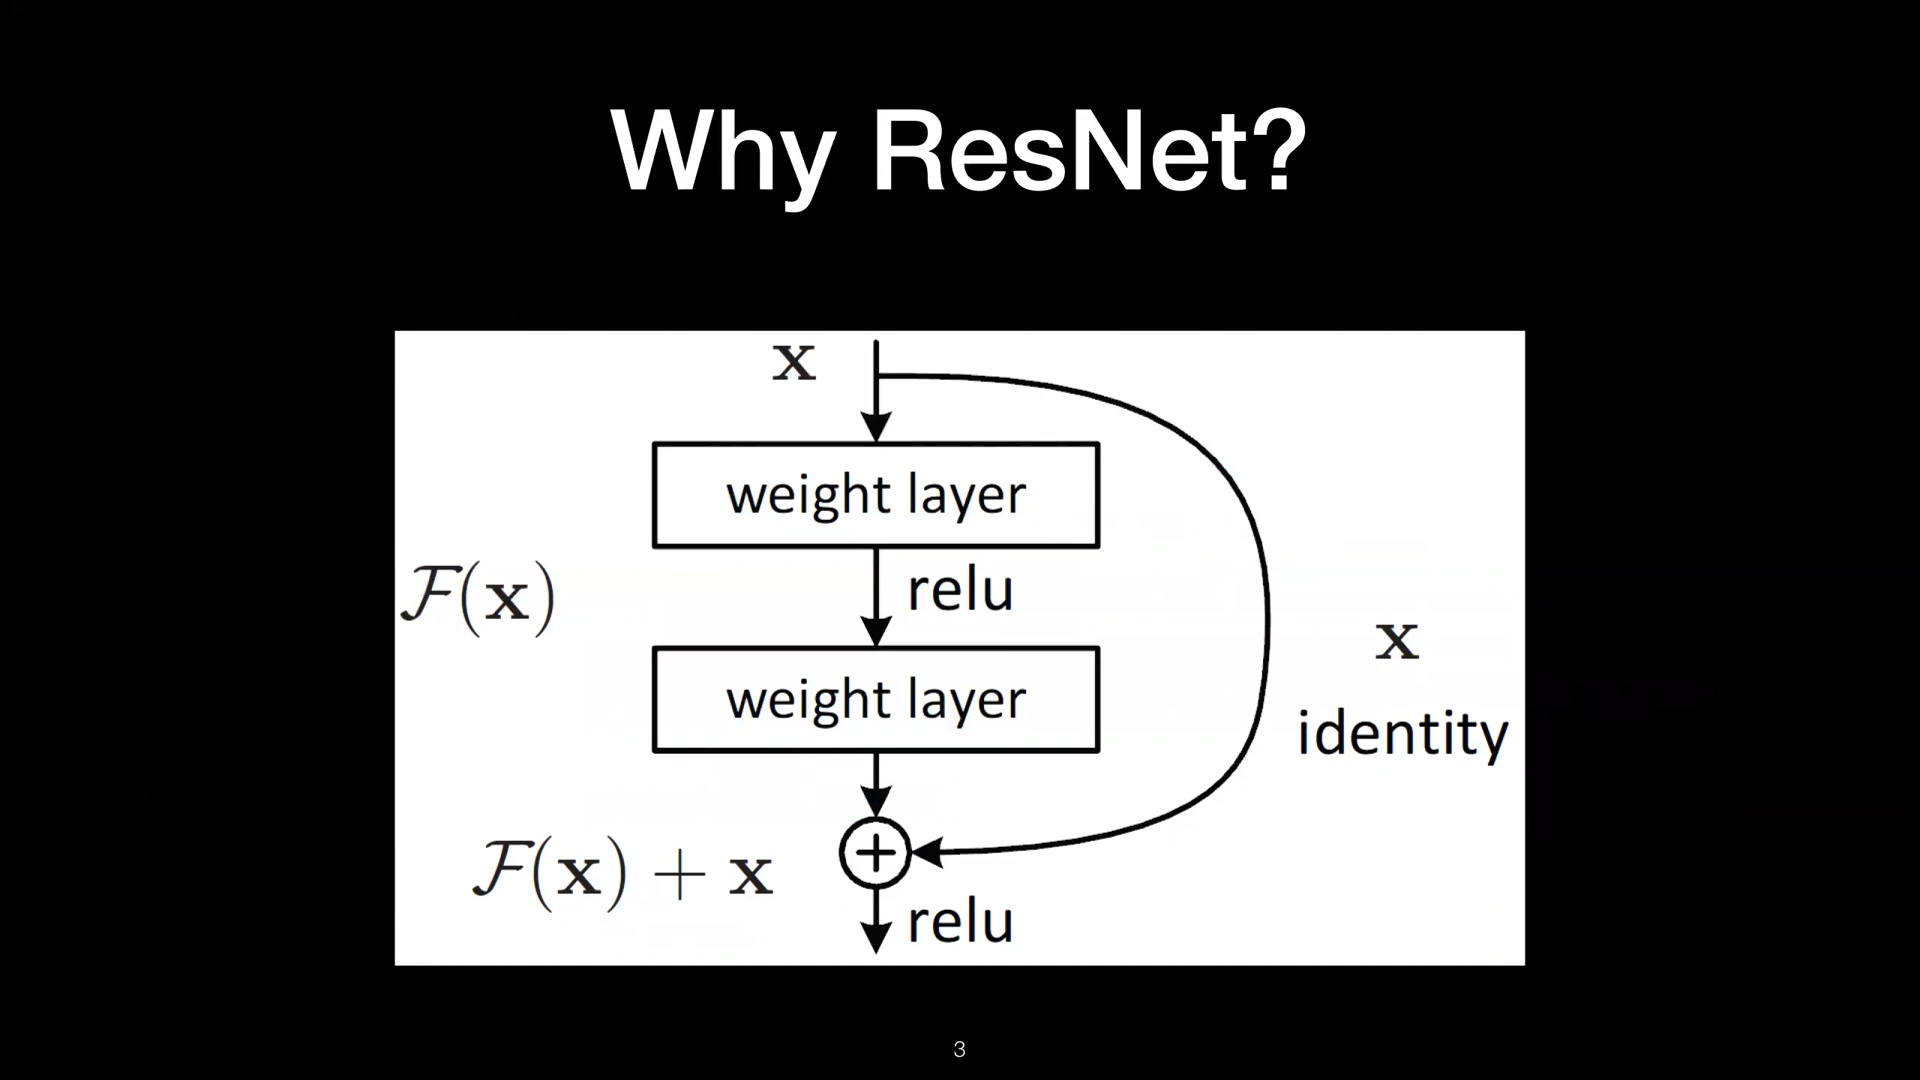 Why ResNet?
x
weight layer
F(x)
relu
x
weight layer
identity
F(x) + x
relu
3